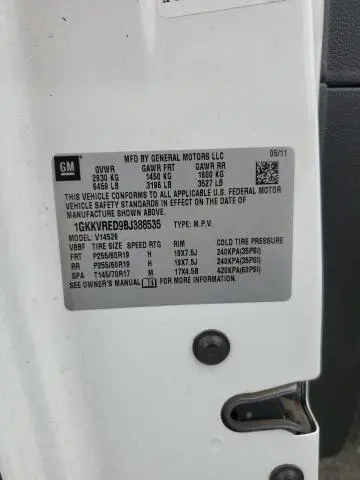 GM
MFD BY GENERAL MOTORS LLC 05/11
GVWR GAWR FRT GAWR RR
2930 KG 1450 KG 1600 KG
6459 LB 3196 LB 3527 LB
THIS VEHICLE CONFORMS TO ALL APPLICABLE U.S. FEDERAL MOTOR
VEHICLE SAFETY AND THEFT PREVENTION STANDARDS IN EFFECT
ON THE DATE OF MANUFACTURE SHOWN ABOVE.
1GKKVRED9BJ388535 TYPE: M.P.V.
MODEL: V14526
VBBF TIRE SIZE SPEED RTG RIM COLD TIRE PRESSURE
FRT P255/60R19 H 19X7.5J 240KPA(35PSI)
RR P255/60R19 H 19X7.5J 240KPA(35PSI)
SPA T145/70R17 M 17X4.5B 420KPA(60PSI)
SEE OWNER'S MANUAL FOR MORE INFORMATION.